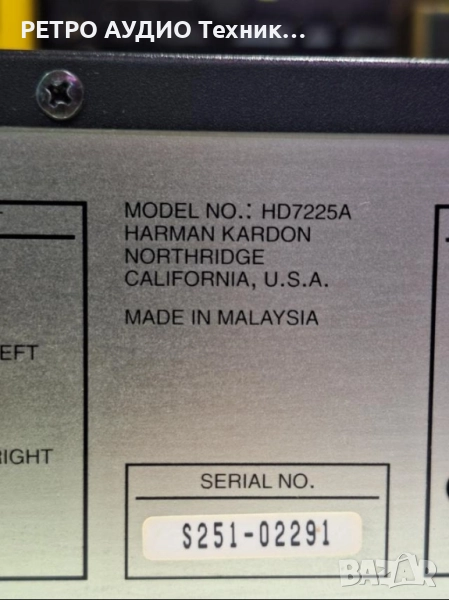 РЕТРО АУДИО Техник...
MODEL NO.: HD7225A
HARMAN KARDON
NORTHRIDGE
CALIFORNIA, U.S.A.
MADE IN MALAYSIA
EFT
RIGHT
SERIAL NO.
S251-02291
BAZAR